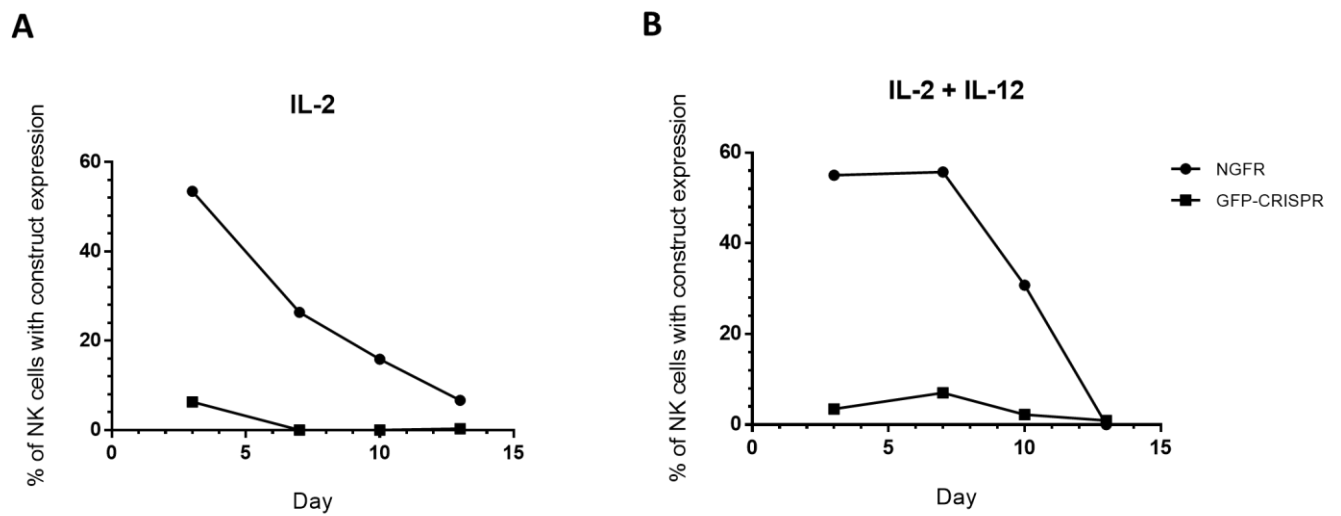 A
IL-2
% of NK cells with construct expression
60
40
20
0
0 5 10 15
Day
B
IL-2 + IL-12
% of NK cells with construct expression
60
40
20
0
0 5 10 15
Day
NGFR
GFP-CRISPR